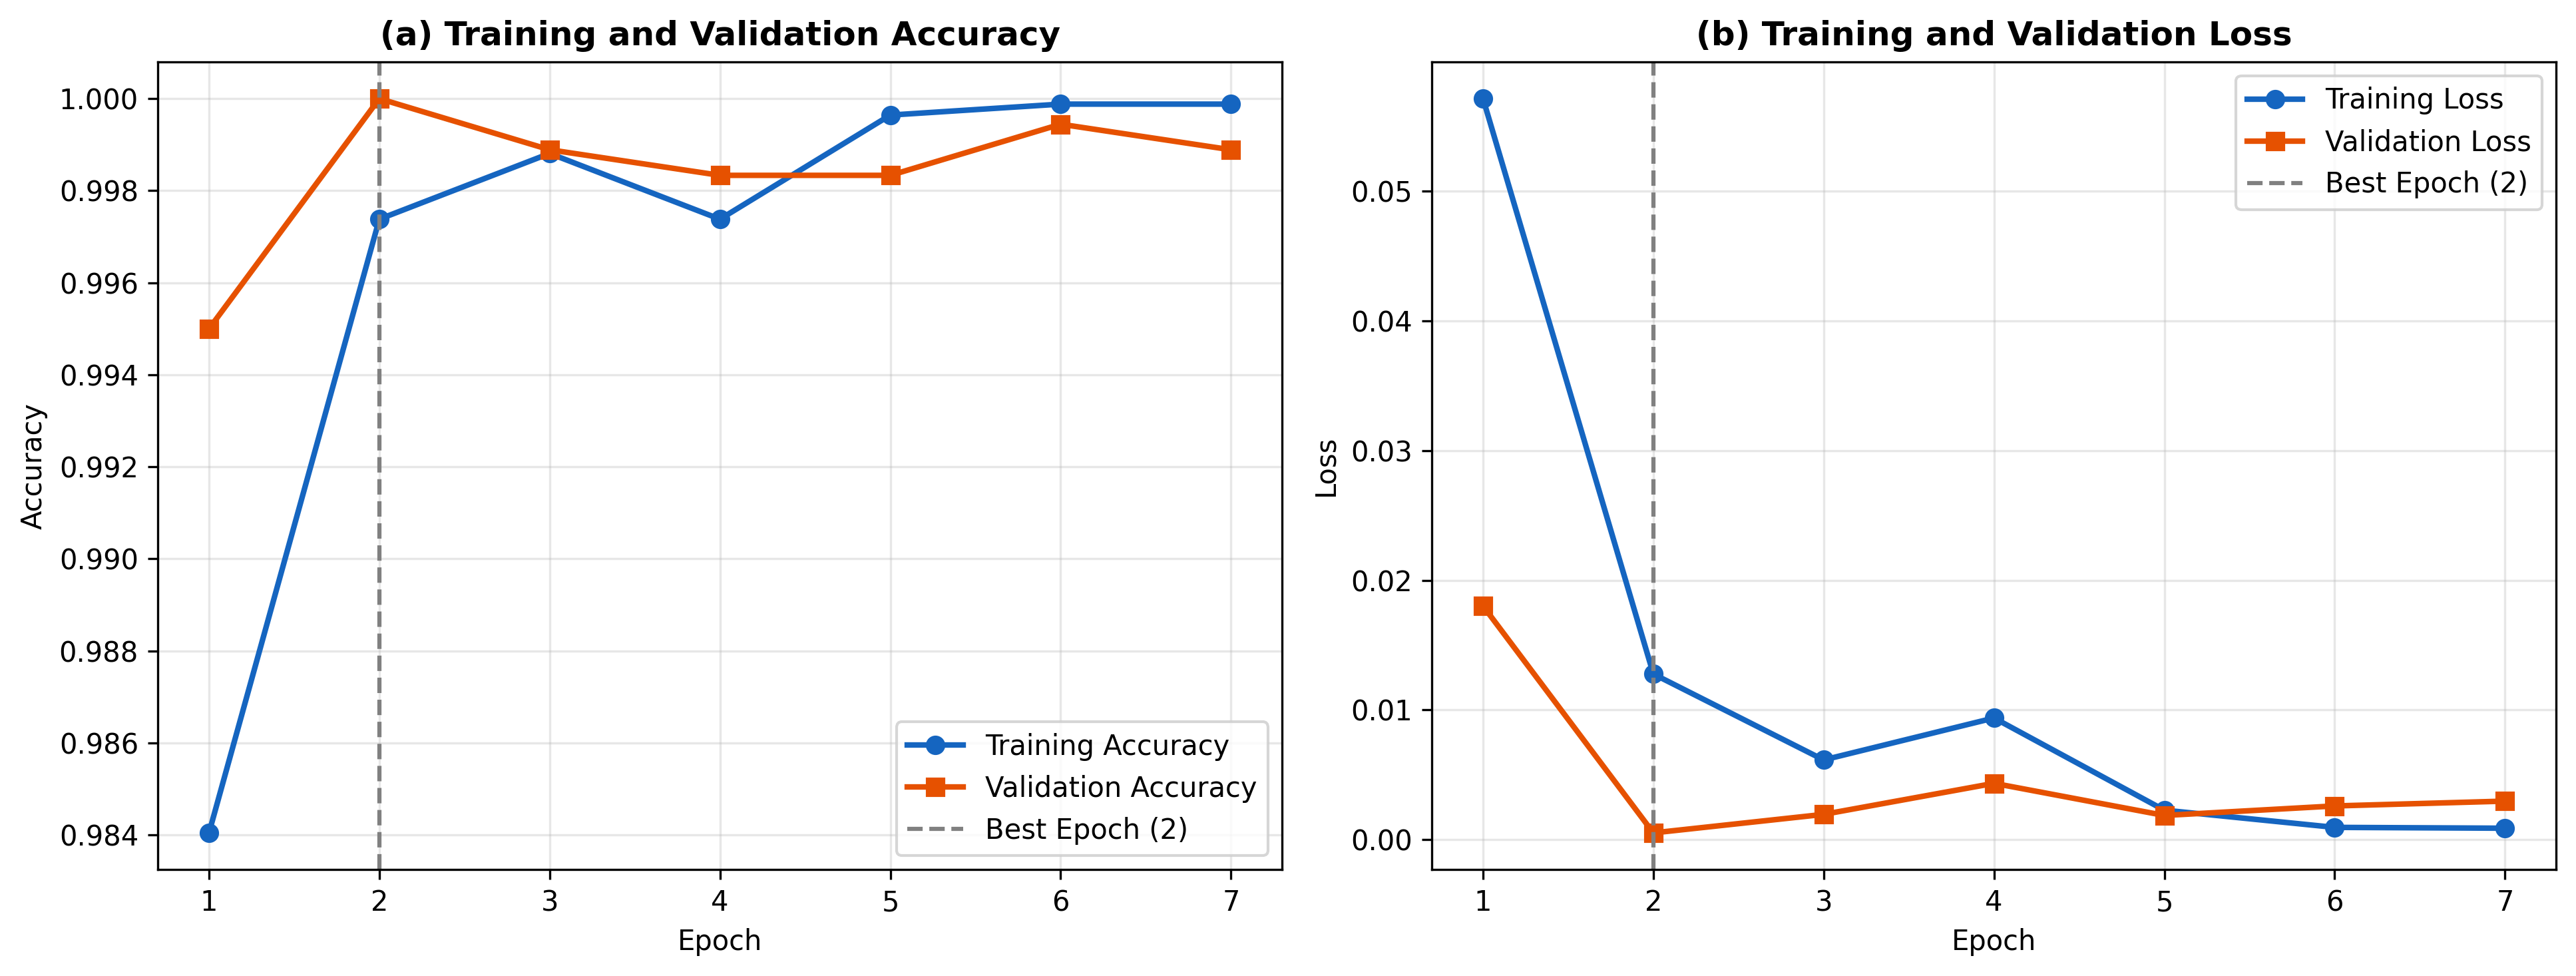 (a) Training and Validation Accuracy
1.000
0.998
0.996
0.994
0.992
0.990
0.988
0.986
0.984
Accuracy
1 2 3 4 5 6 7
Epoch
Training Accuracy
Validation Accuracy
Best Epoch (2)
(b) Training and Validation Loss
0.05
0.04
0.03
0.02
0.01
0.00
Loss
1 2 3 4 5 6 7
Epoch
Training Loss
Validation Loss
Best Epoch (2)